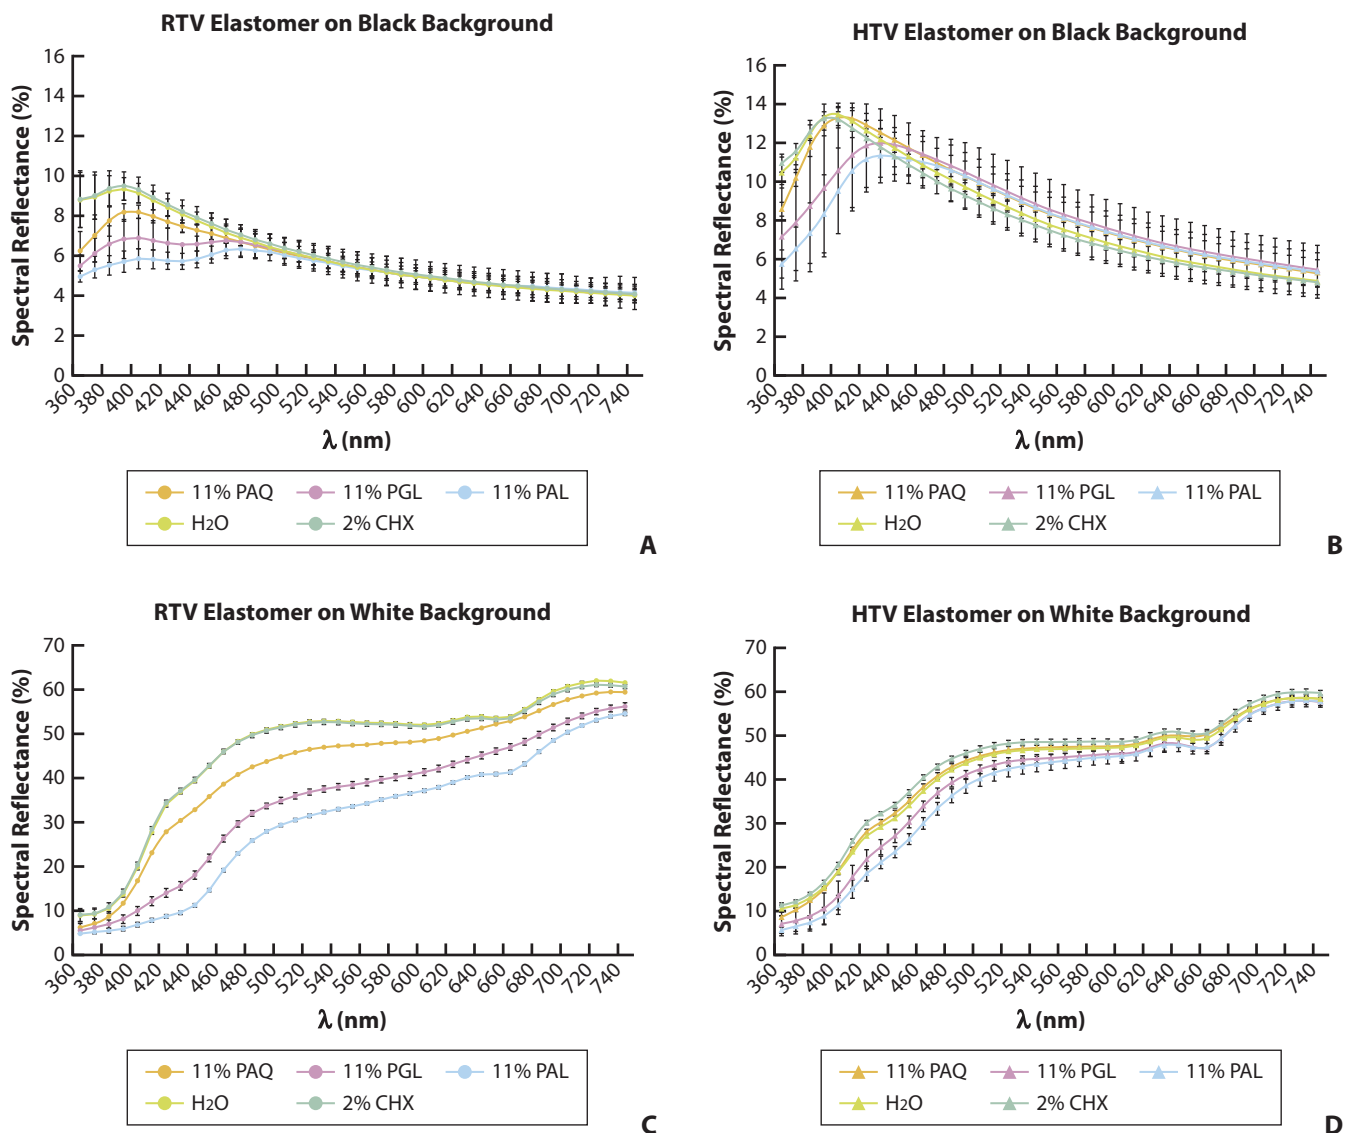 RTV Elastomer on Black Background
Spectral Reflectance (%)
16
14
12
10
8
6
4
2
0
360 380 400 420 440 460 480 500 520 540 560 580 600 620 640 660 680 700 720 740
λ (nm)
11% PAQ 11% PGL 11% PAL
H2O 2% CHX
A
HTV Elastomer on Black Background
Spectral Reflectance (%)
16
14
12
10
8
6
4
2
0
360 380 400 420 440 460 480 500 520 540 560 580 600 620 640 660 680 700 720 740
λ (nm)
11% PAQ 11% PGL 11% PAL
H2O 2% CHX
B
RTV Elastomer on White Background
Spectral Reflectance (%)
70
60
50
40
30
20
10
0
360 380 400 420 440 460 480 500 520 540 560 580 600 620 640 660 680 700 720 740
λ (nm)
11% PAQ 11% PGL 11% PAL
H2O 2% CHX
C
HTV Elastomer on White Background
Spectral Reflectance (%)
70
60
50
40
30
20
10
0
360 380 400 420 440 460 480 500 520 540 560 580 600 620 640 660 680 700 720 740
λ (nm)
11% PAQ 11% PGL 11% PAL
H2O 2% CHX
D